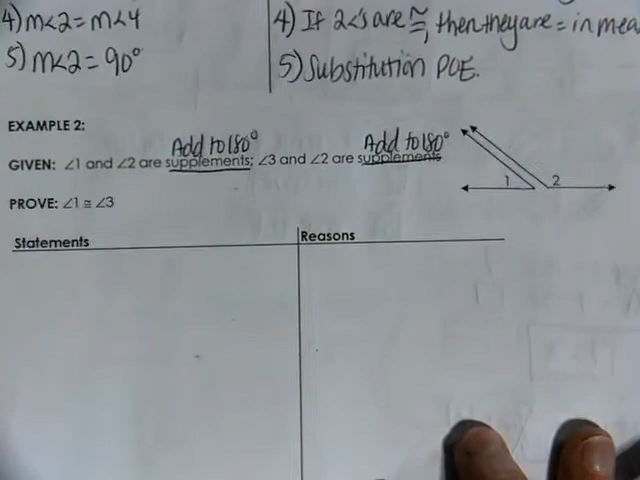 4) m<2 = m<4
4) If 2 <'s are ≅, then they are = in mea
5) m<2 = 90°
5) Substitution POE.
EXAMPLE 2:
Add to 180° Add to 180°
GIVEN: ∠1 and ∠2 are supplements; ∠3 and ∠2 are supplements
1 2
PROVE: ∠1 ≅ ∠3
Statements Reasons